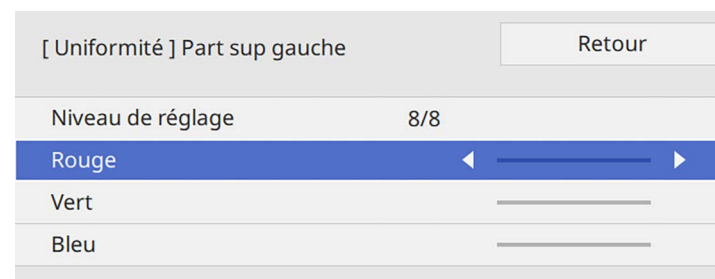 [ Uniformité ] Part sup gauche
Retour
Niveau de réglage 8/8
Rouge
Vert
Bleu